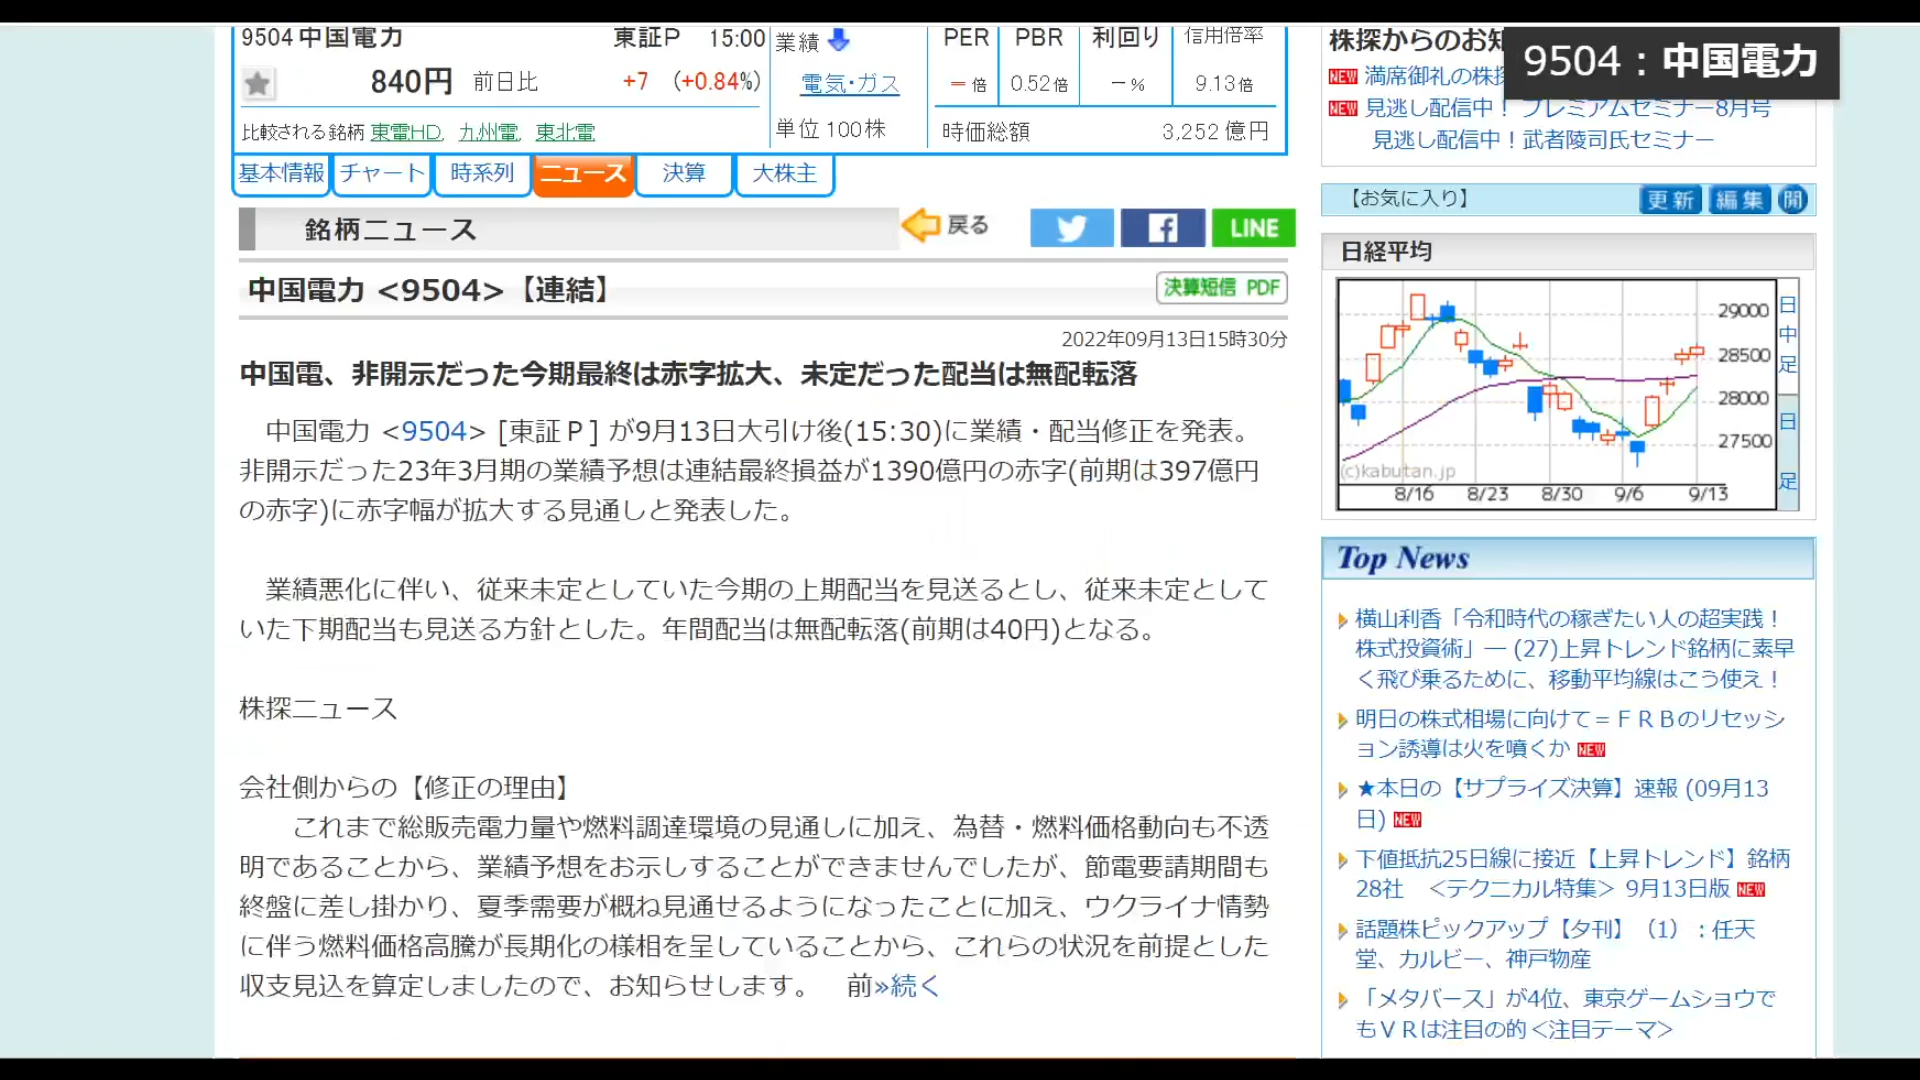 9504 中国電力
東証P 15:00
840円 前日比 +7 (+0.84%)
比較される銘柄 東電HD, 九州電, 東北電
業績
電気・ガス
単位 100株
PER PBR 利回り 信用倍率
－倍 0.52倍 －% 9.13倍
時価総額 3,252億円
基本情報 チャート 時系列 ニュース 決算 大株主
銘柄ニュース
戻る
LINE
中国電力 <9504>【連結】
決算短信 PDF
2022年09月13日15時30分
中国電、非開示だった今期最終は赤字拡大、未定だった配当は無配転落
中国電力 <9504> [東証Ｐ] が9月13日大引け後(15:30)に業績・配当修正を発表。
非開示だった23年3月期の業績予想は連結最終損益が1390億円の赤字(前期は397億円
の赤字)に赤字幅が拡大する見通しと発表した。
業績悪化に伴い、従来未定としていた今期の上期配当を見送るとし、従来未定として
いた下期配当も見送る方針とした。年間配当は無配転落(前期は40円)となる。
株探ニュース
会社側からの【修正の理由】
これまで総販売電力量や燃料調達環境の見通しに加え、為替・燃料価格動向も不透
明であることから、業績予想をお示しすることができませんでしたが、節電要請期間も
終盤に差し掛かり、夏季需要が概ね見通せるようになったことに加え、ウクライナ情勢
に伴う燃料価格高騰が長期化の様相を呈していることから、これらの状況を前提とした
収支見込を算定しましたので、お知らせします。　前»続く
株探からのお知
9504：中国電力
NEW 満席御礼の株探
NEW 見逃し配信中！ プレミアムセミナー8月号
見逃し配信中！武者陵司氏セミナー
【お気に入り】 更新 編集 開
日経平均
29000
28500
28000
27500
(c)kabutan.jp
8/16 8/23 8/30 9/6 9/13
日中足
日足
Top News
横山利香「令和時代の稼ぎたい人の超実践！
株式投資術」― (27)上昇トレンド銘柄に素早
く飛び乗るために、移動平均線はこう使え！
明日の株式相場に向けて＝ＦＲＢのリセッシ
ョン誘導は火を噴くか NEW
★本日の【サプライズ決算】速報 (09月13
日) NEW
下値抵抗25日線に接近【上昇トレンド】銘柄
28社　＜テクニカル特集＞ 9月13日版 NEW
話題株ピックアップ【夕刊】（1）：任天
堂、カルビー、神戸物産
「メタバース」が4位、東京ゲームショウで
もＶＲは注目の的＜注目テーマ＞